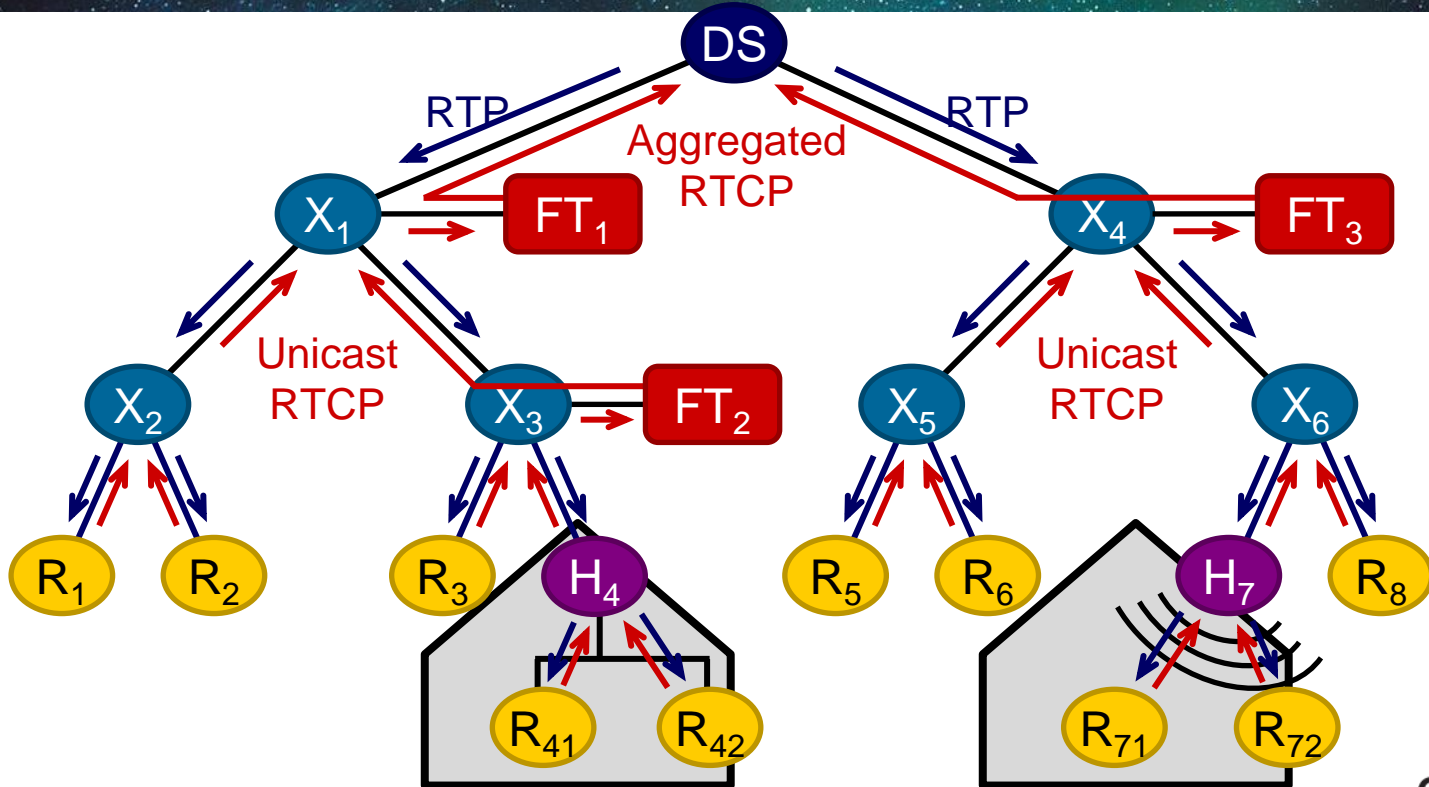 DS
RTP
RTP
Aggregated
RTCP
X1
FT1
X4
FT3
Unicast
RTCP
Unicast
RTCP
X2
X3
FT2
X5
X6
R1
R2
R3
H4
R5
R6
H7
R8
R41
R42
R71
R72